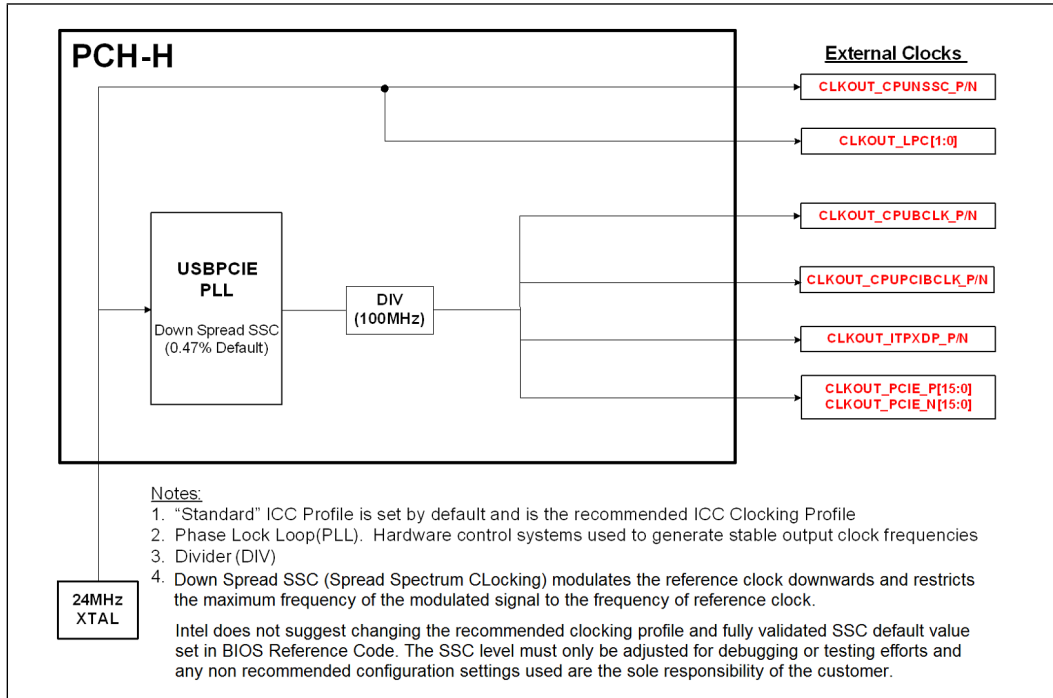 PCH-H
External Clocks
CLKOUT_CPUNSSC_P/N
CLKOUT_LPC[1:0]
CLKOUT_CPUBCLK_P/N
USBPCIE
PLL
Down Spread SSC
(0.47% Default)
DIV
(100MHz)
CLKOUT_CPUPCIBCLK_P/N
CLKOUT_ITPXDP_P/N
CLKOUT_PCIE_P[15:0]
CLKOUT_PCIE_N[15:0]
24MHz
XTAL
Notes:
1. “Standard” ICC Profile is set by default and is the recommended ICC Clocking Profile
2. Phase Lock Loop(PLL). Hardware control systems used to generate stable output clock frequencies
3. Divider (DIV)
4. Down Spread SSC (Spread Spectrum CLocking) modulates the reference clock downwards and restricts
the maximum frequency of the modulated signal to the frequency of reference clock.
Intel does not suggest changing the recommended clocking profile and fully validated SSC default value
set in BIOS Reference Code. The SSC level must only be adjusted for debugging or testing efforts and
any non recommended configuration settings used are the sole responsibility of the customer.